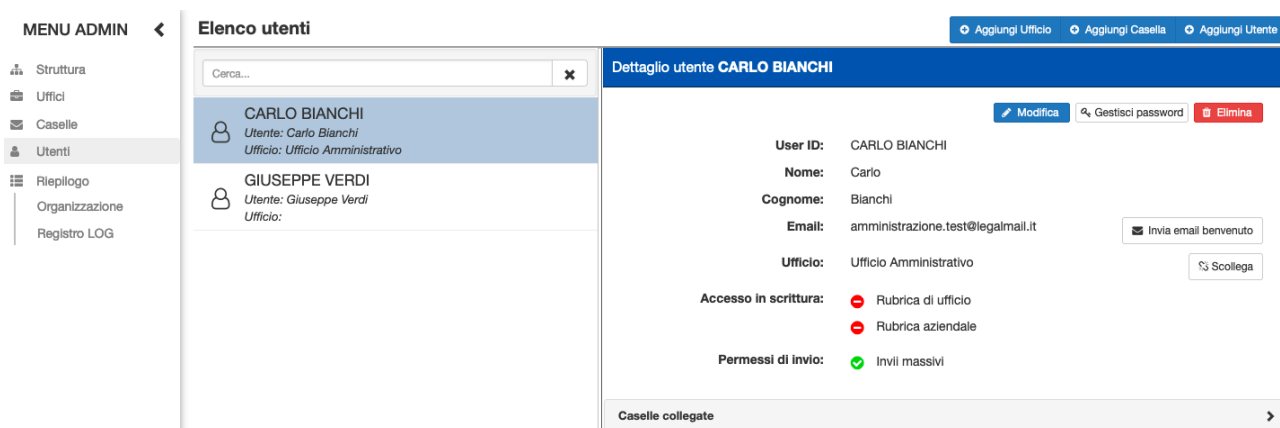 MENU ADMIN
Struttura
Uffici
Caselle
Utenti
Riepilogo
Organizzazione
Registro LOG
Elenco utenti
Aggiungi Ufficio
Aggiungi Casella
Aggiungi Utente
Cerca...
CARLO BIANCHI
Utente: Carlo Bianchi
Ufficio: Ufficio Amministrativo
GIUSEPPE VERDI
Utente: Giuseppe Verdi
Ufficio:
Dettaglio utente CARLO BIANCHI
Modifica
Gestisci password
Elimina
User ID: CARLO BIANCHI
Nome: Carlo
Cognome: Bianchi
Email: amministrazione.test@legalmail.it
Invia email benvenuto
Ufficio: Ufficio Amministrativo
Scollega
Accesso in scrittura: Rubrica di ufficio
Rubrica aziendale
Permessi di invio: Invii massivi
Caselle collegate